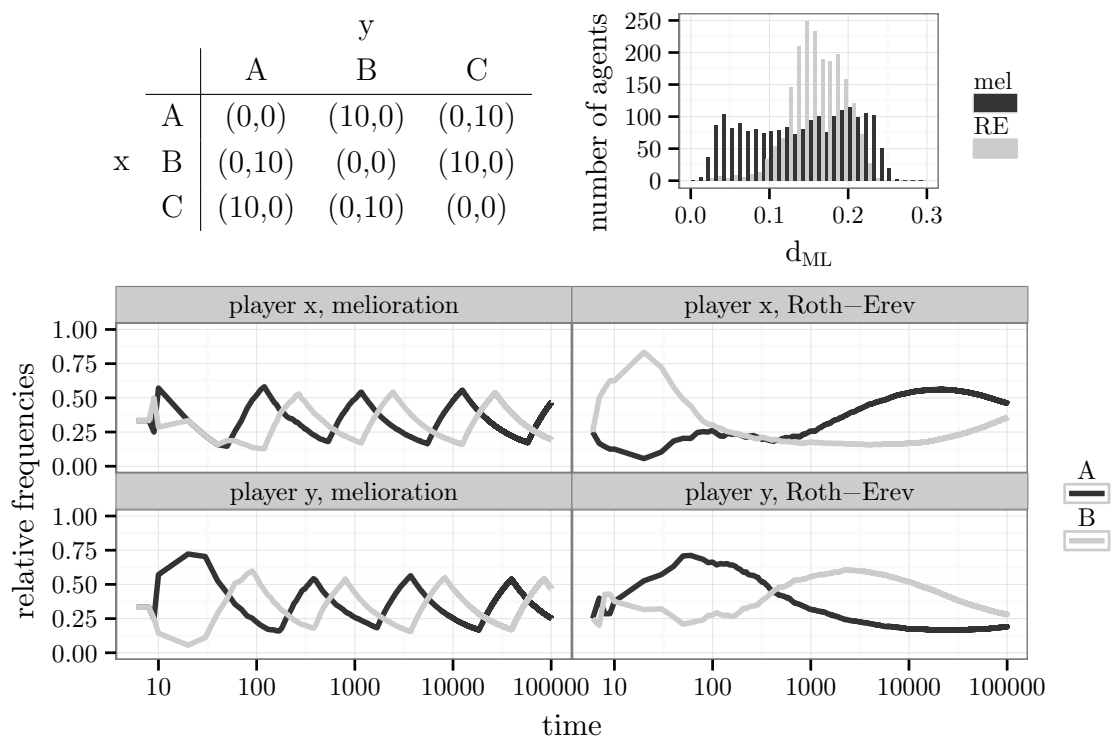 y
A B C
A (0,0) (10,0) (0,10)
x B (0,10) (0,0) (10,0)
C (10,0) (0,10) (0,0)
number of agents
250
200
150
100
50
0
0.0 0.1 0.2 0.3
d_ML
mel
RE
player x, melioration player x, Roth−Erev
1.00
0.75
0.50
0.25
0.00
player y, melioration player y, Roth−Erev
1.00
0.75
0.50
0.25
0.00
relative frequencies
10 100 1000 10000 100000 10 100 1000 10000 100000
time
A
B